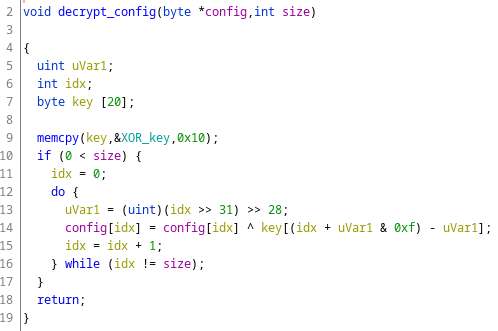 2 void decrypt_config(byte *config,int size)
3
4 {
5   uint uVar1;
6   int idx;
7   byte key [20];
8
9   memcpy(key,&XOR_key,0x10);
10   if (0 < size) {
11     idx = 0;
12     do {
13       uVar1 = (uint)(idx >> 31) >> 28;
14       config[idx] = config[idx] ^ key[(idx + uVar1 & 0xf) - uVar1];
15       idx = idx + 1;
16     } while (idx != size);
17   }
18   return;
19 }